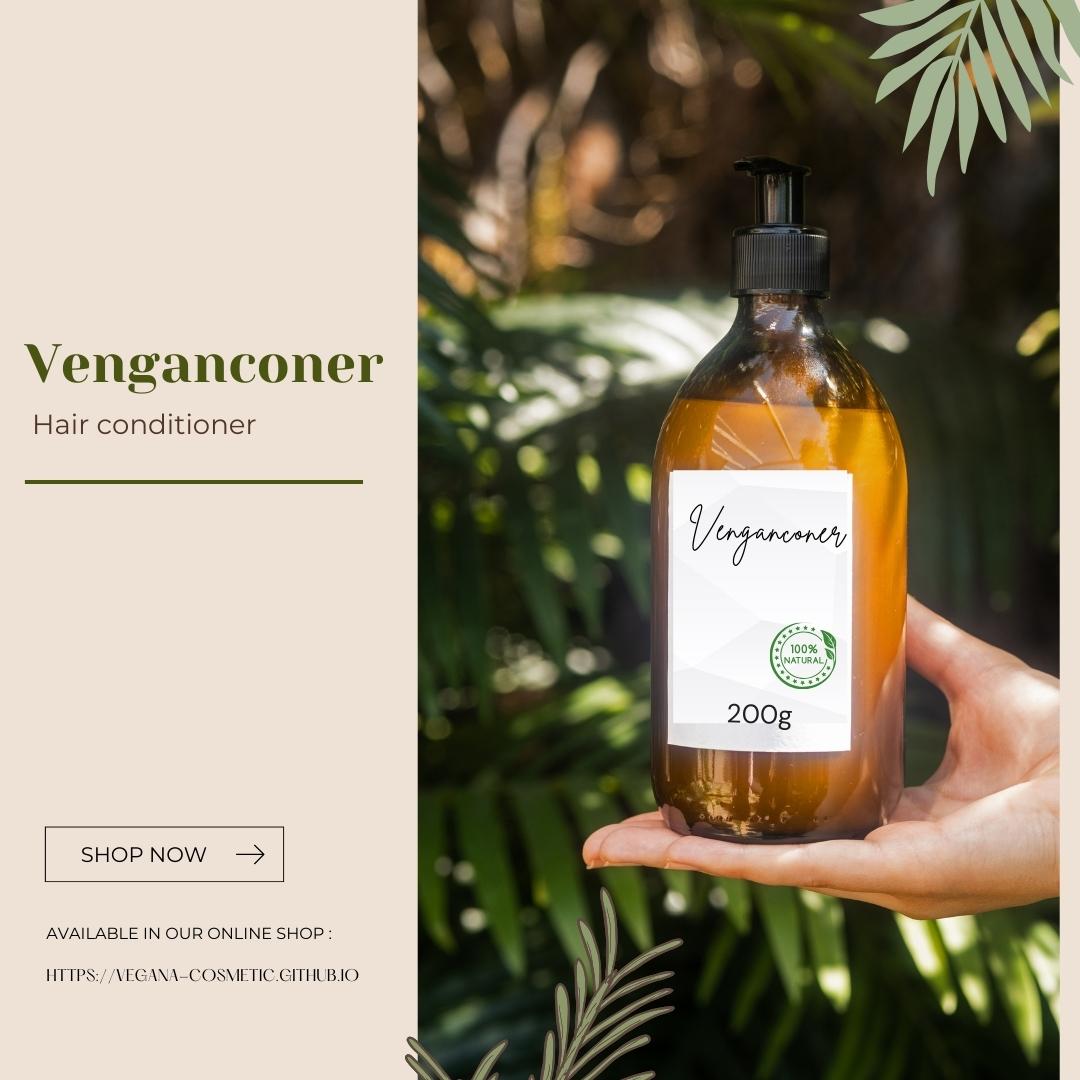 Venganconer
Hair conditioner
SHOP NOW
AVAILABLE IN OUR ONLINE SHOP :
HTTPS://VEGANA-COSMETIC.GITHUB.IO
Venganconer
100%
NATURAL
200g